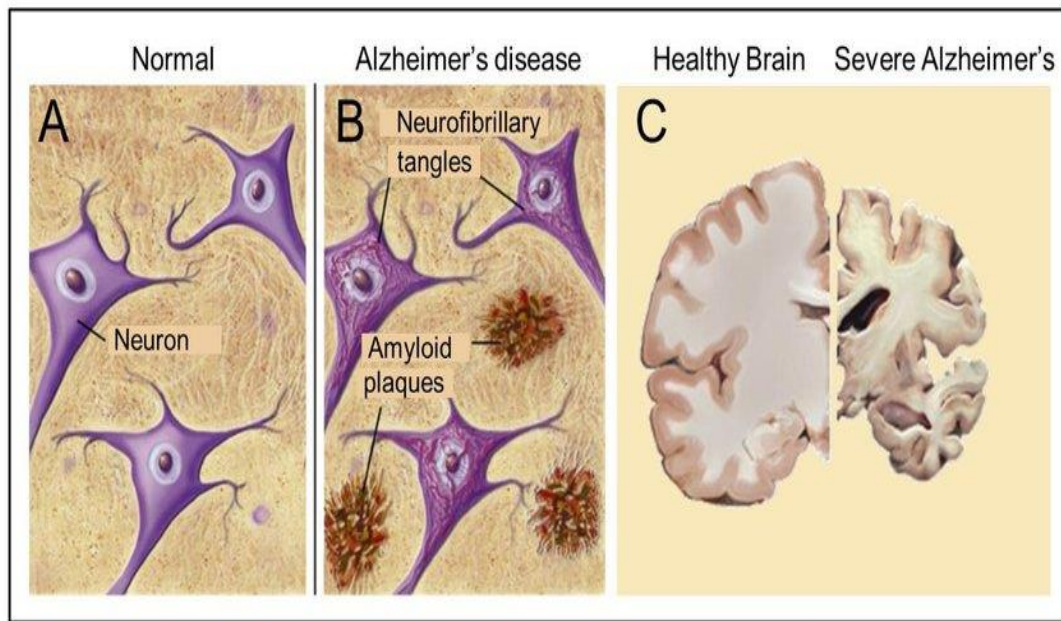 Normal
Alzheimer's disease
Healthy Brain
Severe Alzheimer's
A
Neuron
B
Neurofibrillary
tangles
Amyloid
plaques
C